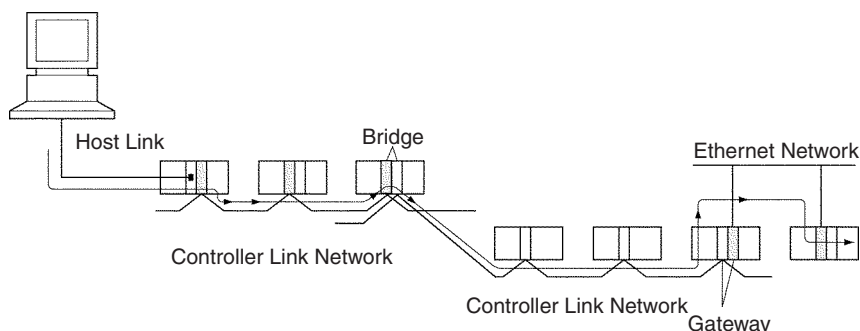 Host Link
Bridge
Ethernet Network
Controller Link Network
Controller Link Network
Gateway